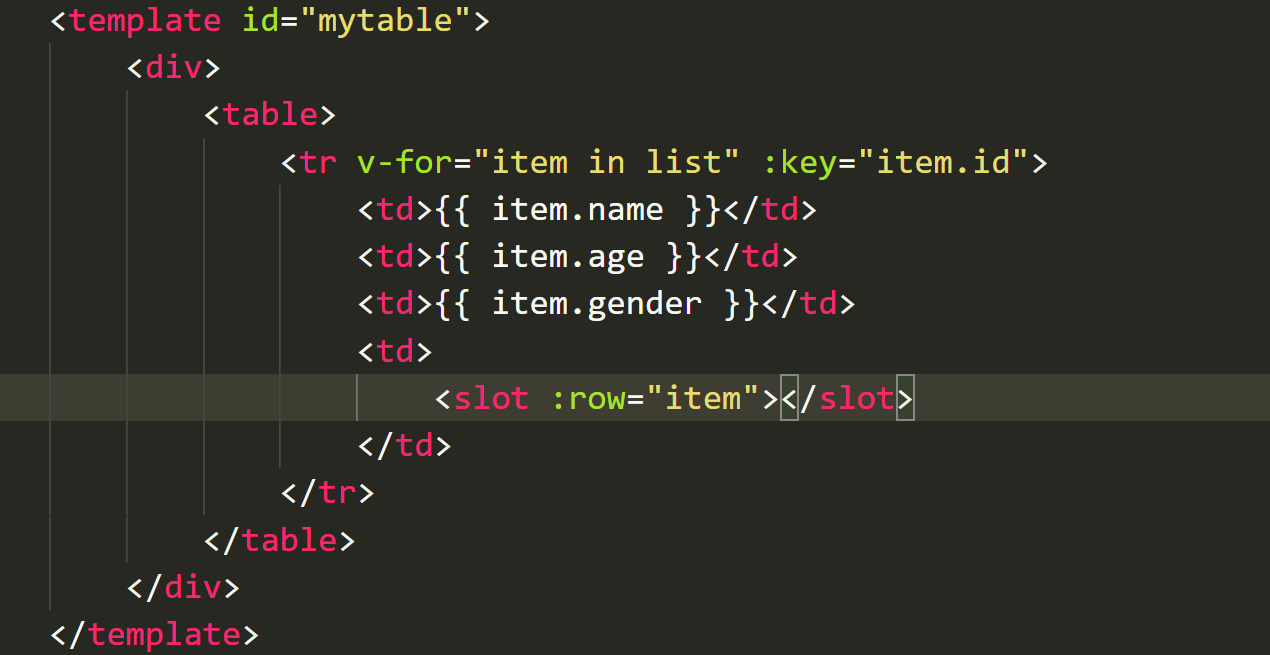 <template id="mytable">
<div>
<table>
<tr v-for="item in list" :key="item.id">
<td>{{ item.name }}</td>
<td>{{ item.age }}</td>
<td>{{ item.gender }}</td>
<td>
<slot :row="item"></slot>
</td>
</tr>
</table>
</div>
</template>